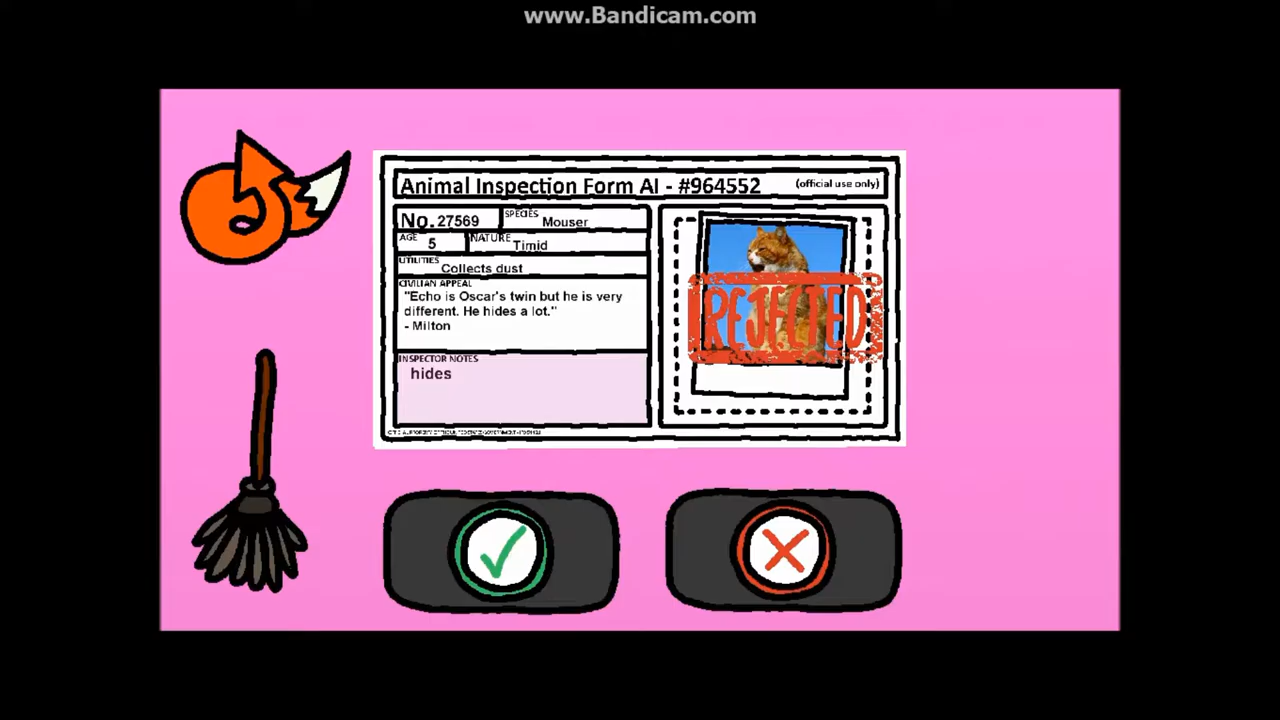 www.Bandicam.com
Animal Inspection Form AI - #964552
(official use only)
No. 27569
SPECIES
Mouser
AGE
5
NATURE
Timid
UTILITIES
Collects dust
CIVILIAN APPEAL
"Echo is Oscar's twin but he is very
different. He hides a lot."
- Milton
INSPECTOR NOTES
hides
REJECTED